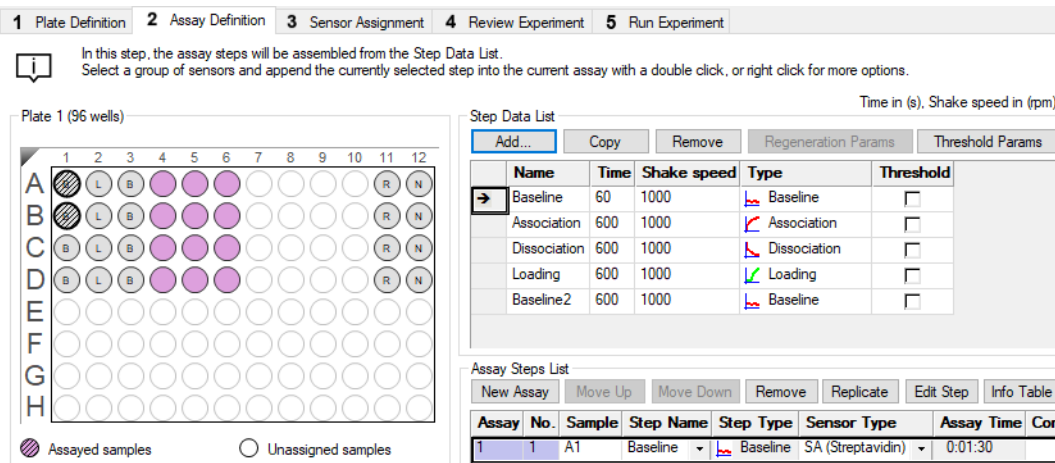 1 Plate Definition 2 Assay Definition 3 Sensor Assignment 4 Review Experiment 5 Run Experiment
In this step, the assay steps will be assembled from the Step Data List.
Select a group of sensors and append the currently selected step into the current assay with a double click, or right click for more options.
Time in (s), Shake speed in (rpm)
Plate 1 (96 wells)
1 2 3 4 5 6 7 8 9 10 11 12
A B L B R N
B B L B R N
C B L B R N
D B L B R N
E
F
G
H
Assayed samples Unassigned samples
Step Data List
Add... Copy Remove Regeneration Params Threshold Params
Name Time Shake speed Type Threshold
Baseline 60 1000 Baseline
Association 600 1000 Association
Dissociation 600 1000 Dissociation
Loading 600 1000 Loading
Baseline2 600 1000 Baseline
Assay Steps List
New Assay Move Up Move Down Remove Replicate Edit Step Info Table
Assay No. Sample Step Name Step Type Sensor Type Assay Time Cor
1 1 A1 Baseline Baseline SA (Streptavidin) 0:01:30